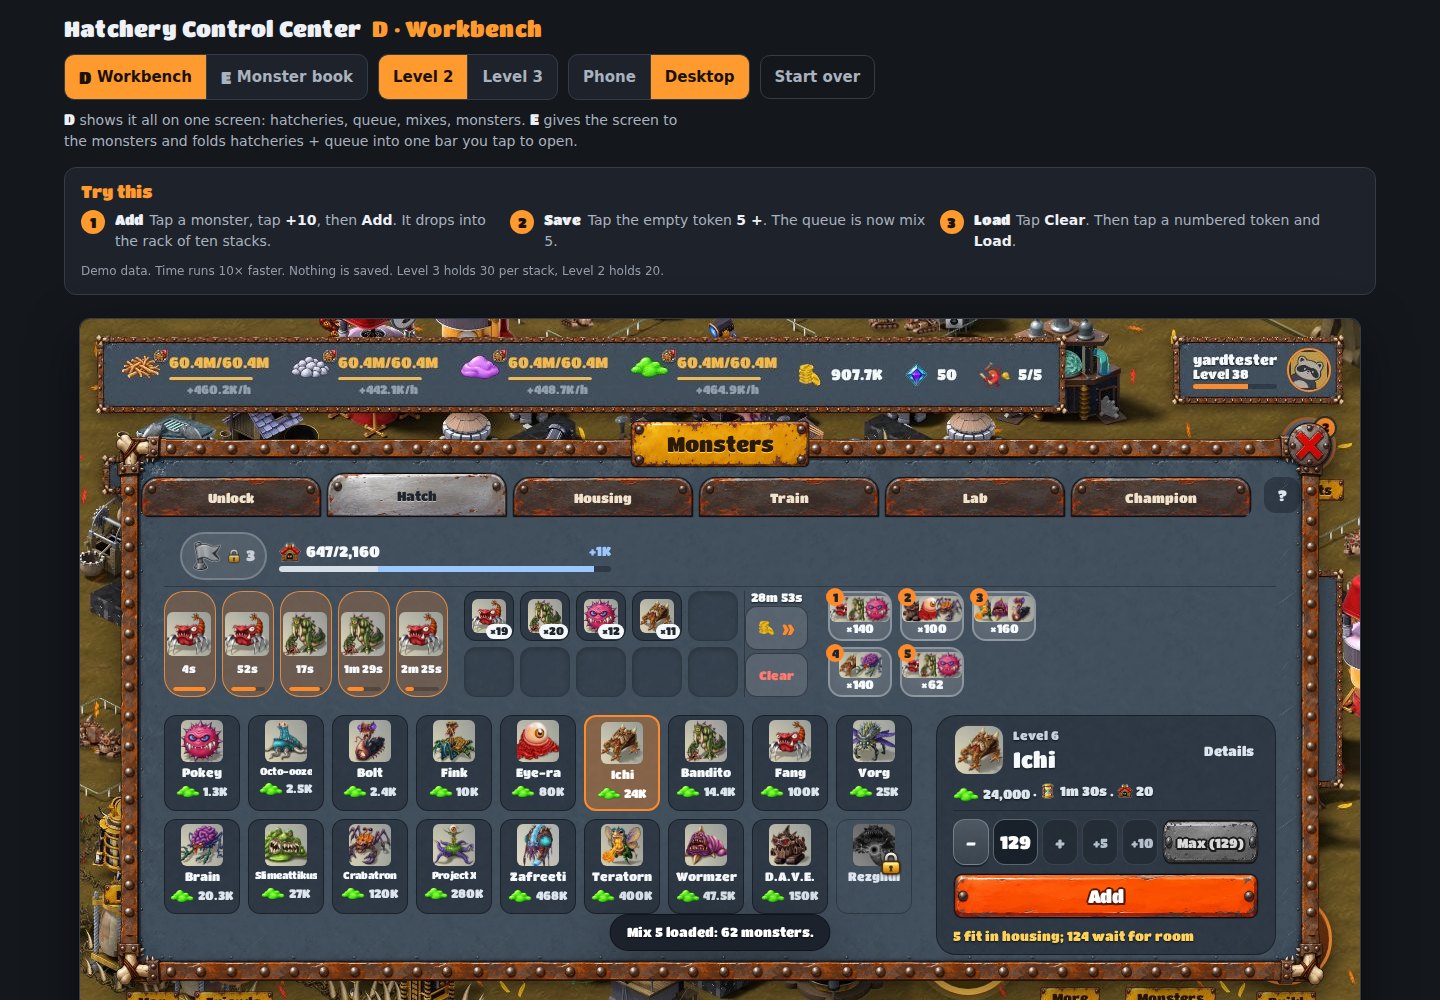 Hatchery Control Center D · Workbench
D Workbench E Monster book Level 2 Level 3 Phone Desktop Start over
D shows it all on one screen: hatcheries, queue, mixes, monsters. E gives the screen to
the monsters and folds hatcheries + queue into one bar you tap to open.
Try this
1 Add Tap a monster, tap +10, then Add. It drops into
the rack of ten stacks.
2 Save Tap the empty token 5 +. The queue is now mix
5.
3 Load Tap Clear. Then tap a numbered token and
Load.
Demo data. Time runs 10× faster. Nothing is saved. Level 3 holds 30 per stack, Level 2 holds 20.
60.4M/60.4M 60.4M/60.4M 60.4M/60.4M 60.4M/60.4M 907.7K 50 5/5
+460.2K/h +442.1K/h +448.7K/h +464.9K/h
yardtester
Level 38
Monsters
Unlock Hatch Housing Train Lab Champion ?
3 647/2,160 +1K
4s 52s 17s 1m 29s 2m 25s
×19 ×20 ×12 ×11
28m 53s
Clear
1 ×140 2 ×100 3 ×160
4 ×140 5 ×62
Pokey Octo-ooze Bolt Fink Eye-ra Ichi Bandito Fang Vorg
1.3K 2.5K 2.4K 10K 80K 24K 14.4K 100K 25K
Brain Slimeattikus Crabatron Project X Zafreeti Teratorn Wormzer D.A.V.E. Rezghul
20.3K 27K 120K 280K 468K 400K 47.5K 150K
Level 6
Ichi
Details
24,000 · 1m 30s · 20
- 129 + +5 +10 Max (129)
Add
5 fit in housing; 124 wait for room
Mix 5 loaded: 62 monsters.
More Monsters